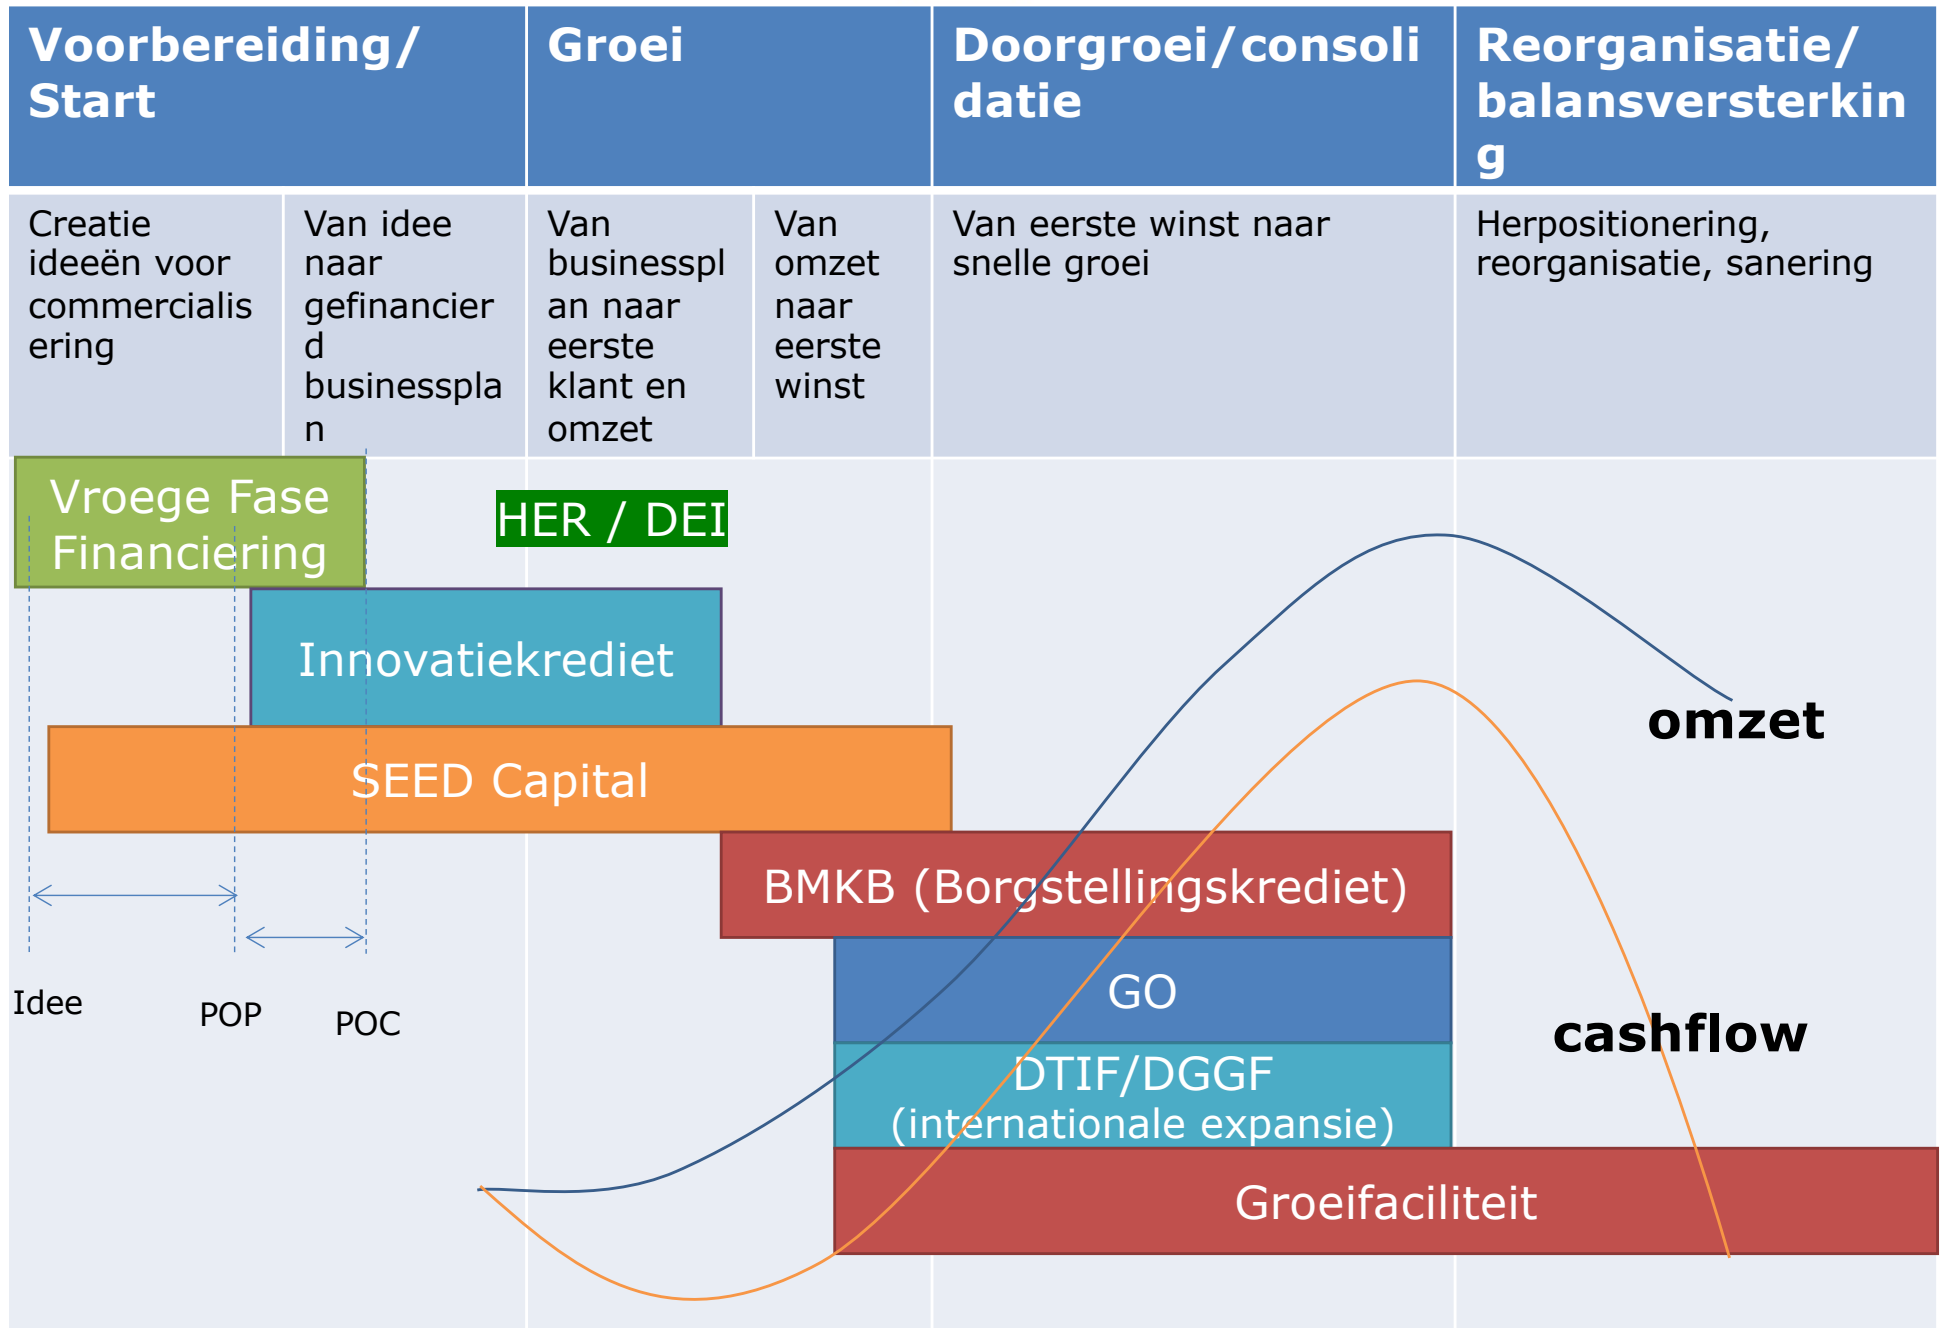 Voorbereiding/
Start
Groei
Doorgroei/consoli
datie
Reorganisatie/
balansversterkin
g
Creatie
ideeën voor
commercialis
ering
Van idee
naar
gefinancier
d
businesspla
n
Van
businesspl
an naar
eerste
klant en
omzet
Van
omzet
naar
eerste
winst
Van eerste winst naar
snelle groei
Herpositionering,
reorganisatie, sanering
Vroege Fase
Financiering
HER / DEI
Innovatiekrediet
omzet
SEED Capital
BMKB (Borgstellingskrediet)
GO
Idee
POP
POC
cashflow
DTIF/DGGF
(internationale expansie)
Groeifaciliteit